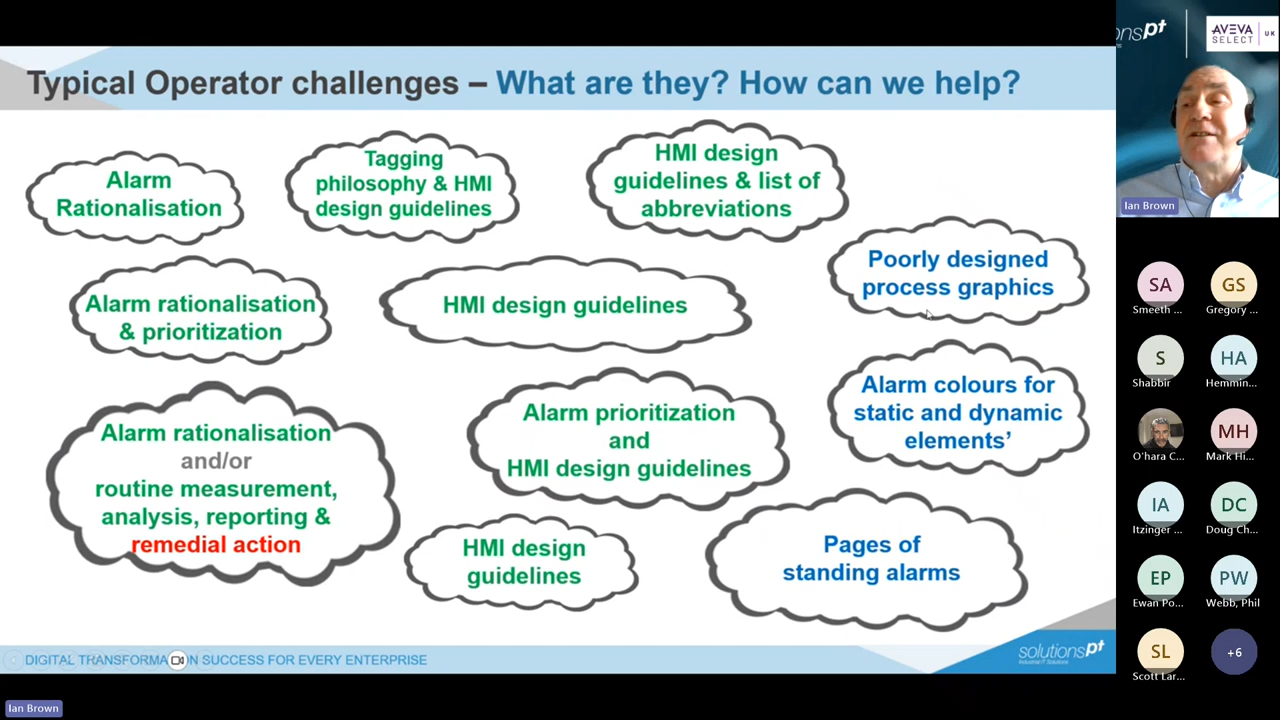 Typical Operator challenges – What are they? How can we help?
Alarm
Rationalisation
Tagging
philosophy & HMI
design guidelines
HMI design
guidelines & list of
abbreviations
Poorly designed
process graphics
Alarm rationalisation
& prioritization
HMI design guidelines
Alarm colours for
static and dynamic
elements’
Alarm rationalisation
and/or
routine measurement,
analysis, reporting &
remedial action
Alarm prioritization
and
HMI design guidelines
HMI design
guidelines
Pages of
standing alarms
DIGITAL TRANSFORMA ON SUCCESS FOR EVERY ENTERPRISE
solutionspt
Industrial IT Solutions
Ian Brown
nspt
AVEVA
SELECT
UK
Ian Brown
SA
GS
Smeeth ...
Gregory ...
S
HA
Shabbir
Hemmin...
MH
O'hara C...
Mark Hi...
IA
DC
Itzinger ...
Doug Ch...
EP
PW
Ewan Po...
Webb, Phil
SL
+6
Scott Lar...